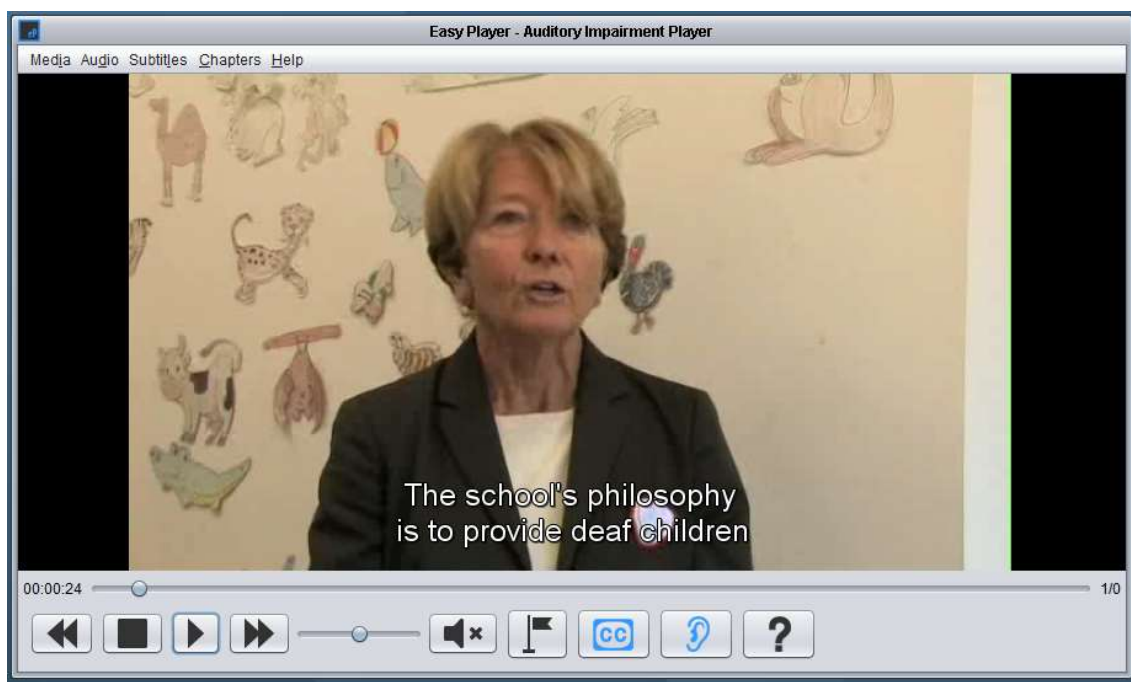 Easy Player - Auditory Impairment Player
Media Audio Subtitles Chapters Help
The school's philosophy
is to provide deaf children
00:00:24
1/0
CC
?